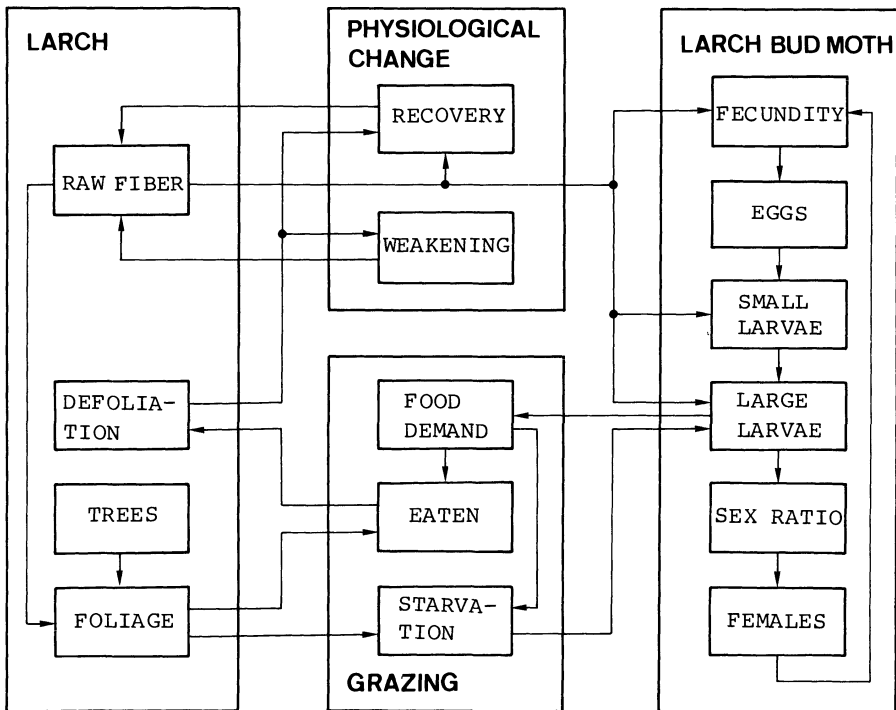 LARCH
RAW FIBER
DEFOLIA-
TION
TREES
FOLIAGE
PHYSIOLOGICAL
CHANGE
RECOVERY
WEAKENING
FOOD
DEMAND
EATEN
STARVA-
TION
GRAZING
LARCH BUD MOTH
FECUNDITY
EGGS
SMALL
LARVAE
LARGE
LARVAE
SEX RATIO
FEMALES